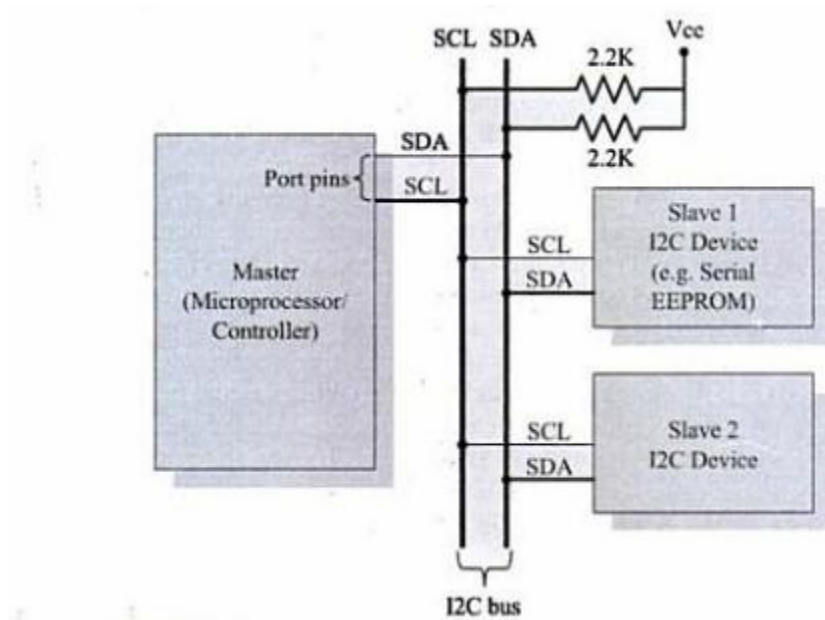 SCL SDA
Vcc
2.2K
2.2K
SDA
Port pins
SCL
Master
(Microprocessor/
Controller)
Slave 1
I2C Device
(e.g. Serial
EEPROM)
SCL
SDA
Slave 2
I2C Device
SCL
SDA
I2C bus